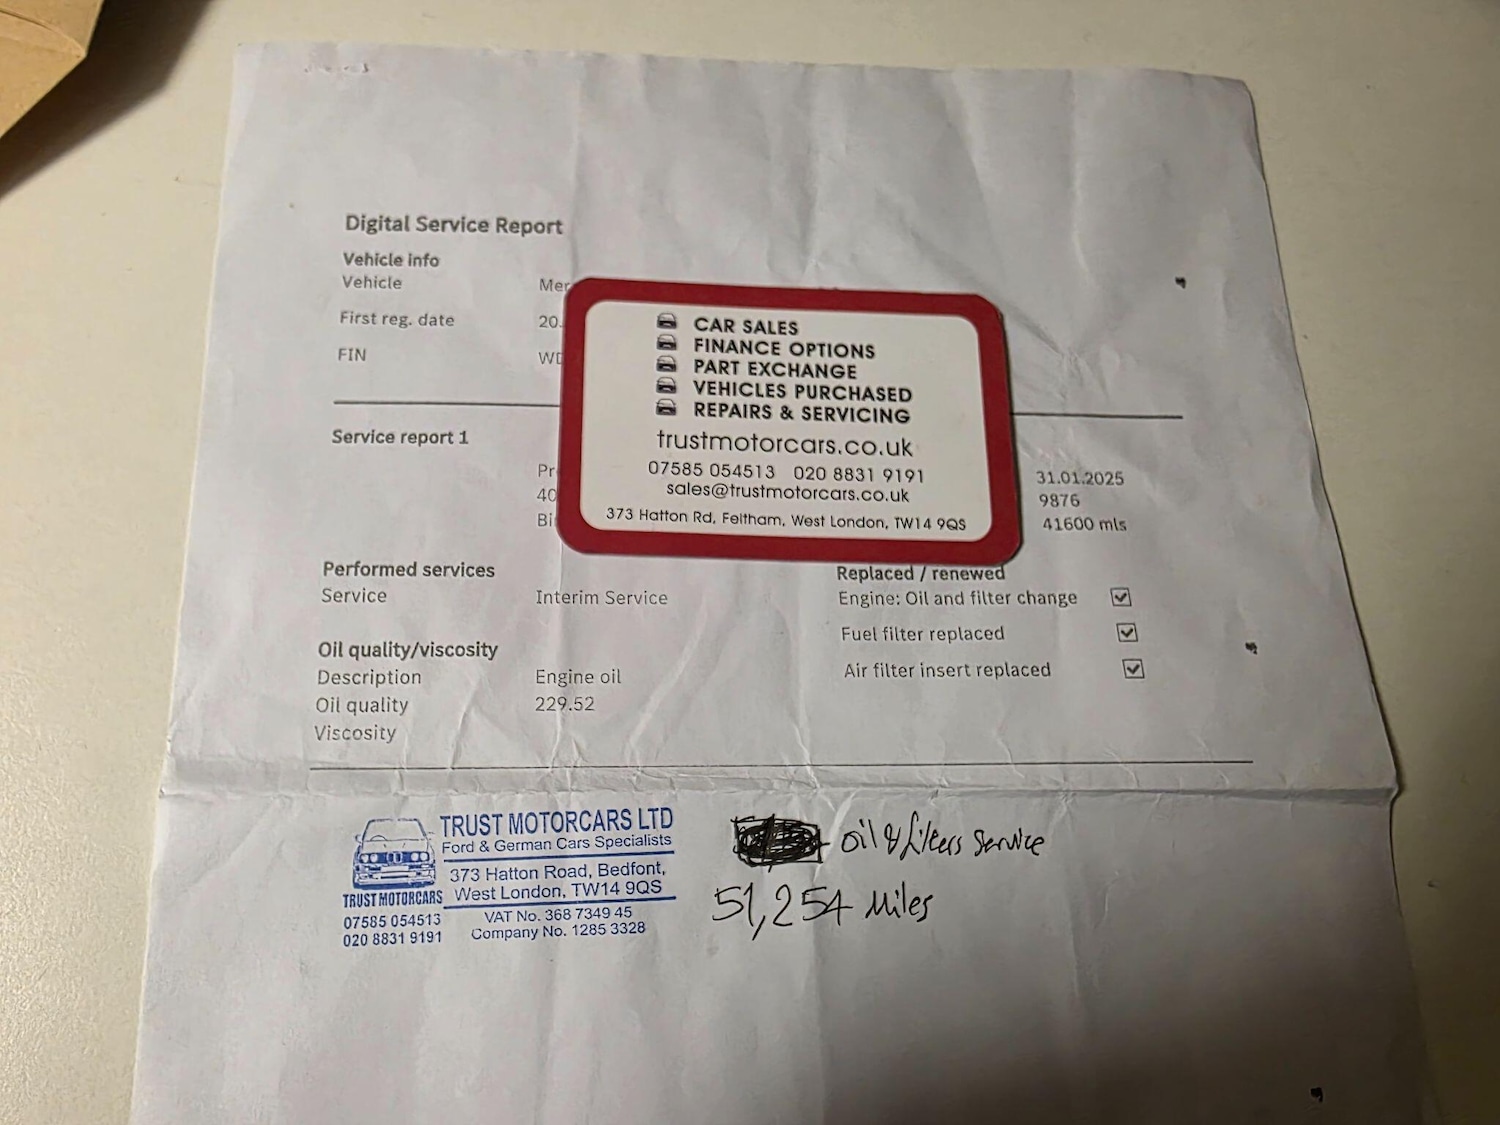 Digital Service Report
Vehicle info
Vehicle Mer
First reg. date 20.
FIN WD
CAR SALES
FINANCE OPTIONS
PART EXCHANGE
VEHICLES PURCHASED
REPAIRS & SERVICING
trustmotorcars.co.uk
07585 054513 020 8831 9191
sales@trustmotorcars.co.uk
373 Hatton Rd, Feltham, West London, TW14 9QS
Service report 1
Pr 31.01.2025
40 9876
Bi 41600 mls
Performed services
Service Interim Service
Replaced / renewed
Engine: Oil and filter change
Fuel filter replaced
Air filter insert replaced
Oil quality/viscosity
Description Engine oil
Oil quality 229.52
Viscosity
TRUST MOTORCARS LTD
Ford & German Cars Specialists
373 Hatton Road, Bedfont,
West London, TW14 9QS
VAT No. 368 7349 45
Company No. 1285 3328
TRUST MOTORCARS
07585 054513
020 8831 9191
oil & filters service
51,254 Miles